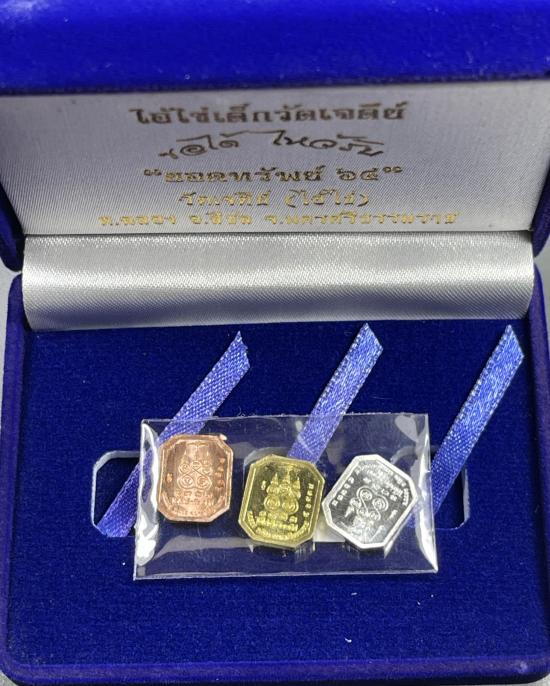 ไอ้ไข่เด็กวัดเจดีย์
ขอได้ ไหว้รับ
"ยอดทรัพย์ ๖๔"
วัดเจดีย์ (ไอ้ไข่)
ต.ฉลอง อ.สิชล จ.นครศรีธรรมราช